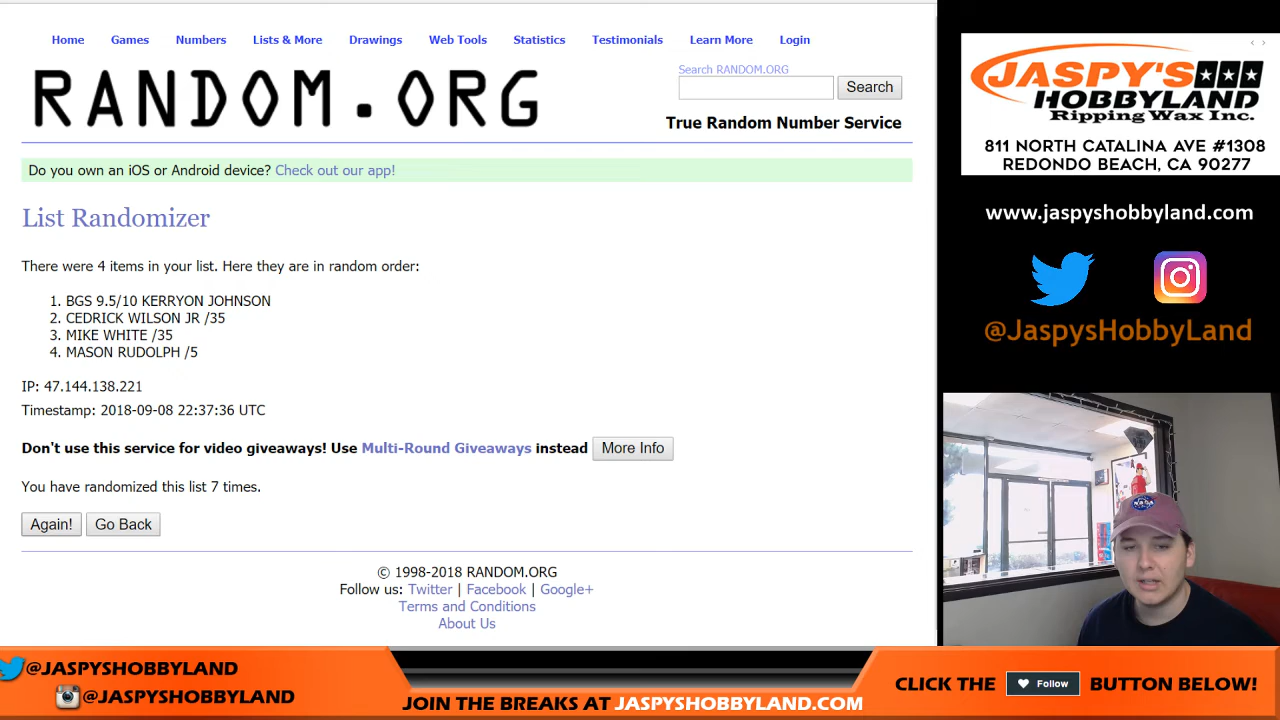 Home Games Numbers Lists & More Drawings Web Tools Statistics Testimonials Learn More Login
RANDOM.ORG
Search RANDOM.ORG
Search
True Random Number Service
Do you own an iOS or Android device? Check out our app!
List Randomizer
There were 4 items in your list. Here they are in random order:
1. BGS 9.5/10 KERRYON JOHNSON
2. CEDRICK WILSON JR /35
3. MIKE WHITE /35
4. MASON RUDOLPH /5
IP: 47.144.138.221
Timestamp: 2018-09-08 22:37:36 UTC
Don't use this service for video giveaways! Use Multi-Round Giveaways instead More Info
You have randomized this list 7 times.
Again! Go Back
© 1998-2018 RANDOM.ORG
Follow us: Twitter | Facebook | Google+
Terms and Conditions
About Us
JASPY'S
HOBBYLAND
Ripping Wax Inc.
811 NORTH CATALINA AVE #1308
REDONDO BEACH, CA 90277
www.jaspyshobbyland.com
@JaspysHobbyLand
@JASPYSHOBBYLAND
@JASPYSHOBBYLAND
JOIN THE BREAKS AT JASPYSHOBBYLAND.COM
CLICK THE Follow BUTTON BELOW!